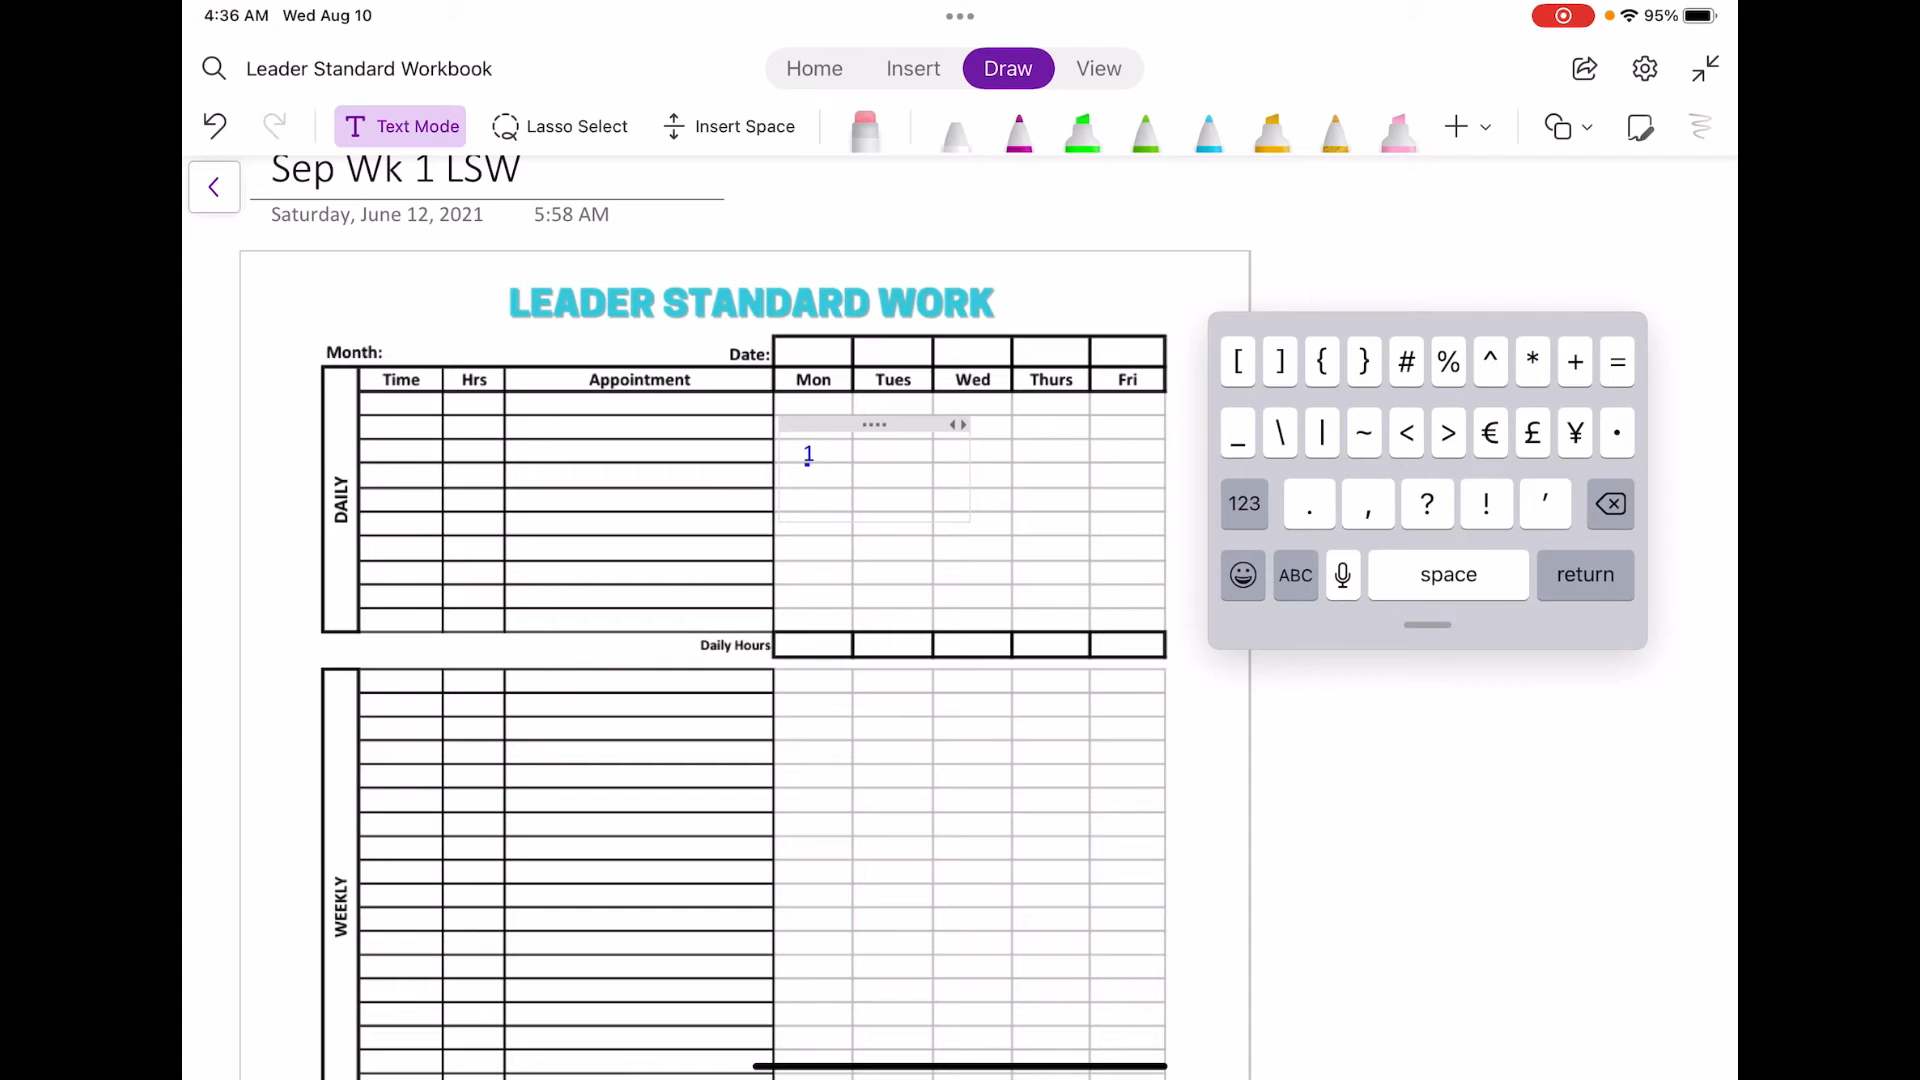 4:36 AM Wed Aug 10 95%
Leader Standard Workbook Home Insert Draw View
Text Mode Lasso Select Insert Space
Sep Wk 1 LSW
Saturday, June 12, 2021 5:58 AM
LEADER STANDARD WORK
Month: Date:
Time Hrs Appointment Mon Tues Wed Thurs Fri
1
DAILY
Daily Hours
WEEKLY
[ ] { } # % ^ * + =
_ \ | ~ < > € £ ¥ •
123 . , ? ! ’
ABC space return